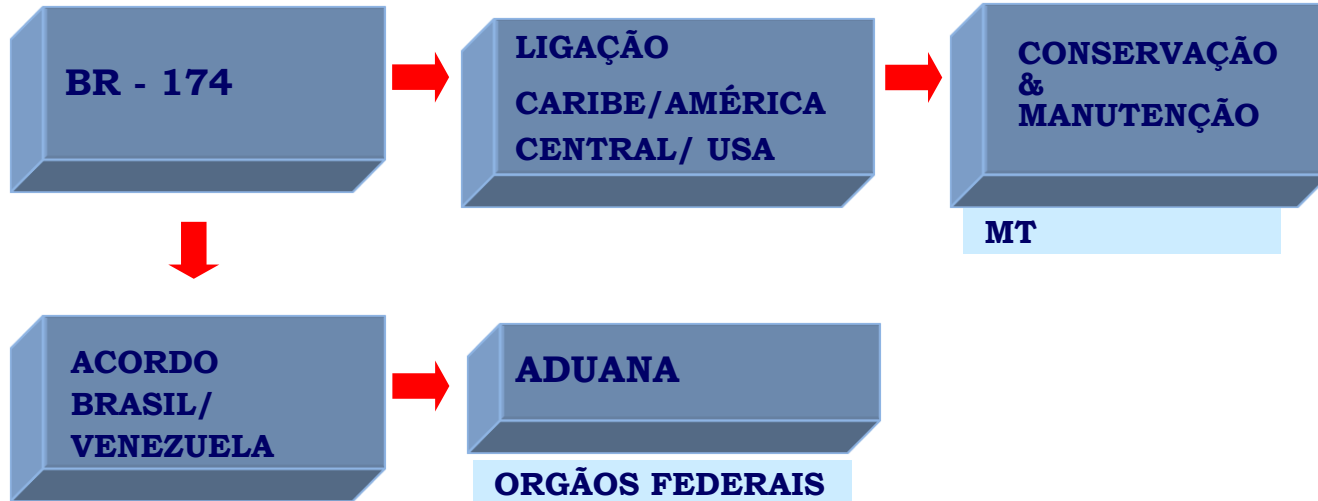 BR - 174
LIGAÇÃO
CARIBE/AMÉRICA
CENTRAL/ USA
CONSERVAÇÃO
&
MANUTENÇÃO
MT
ACORDO
BRASIL/
VENEZUELA
ADUANA
ORGÃOS FEDERAIS